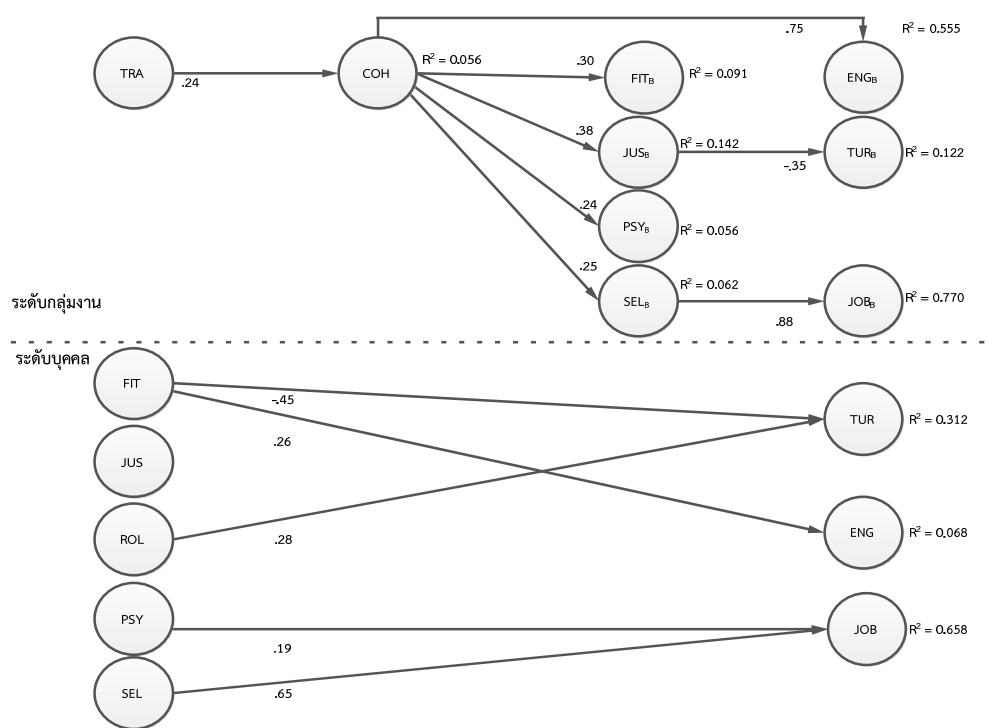 .75
R² = 0.555
TRA
.24
COH
R² = 0.056
.30
FIT_B
R² = 0.091
ENG_B
.38
JUS_B
R² = 0.142
-.35
TUR_B
R² = 0.122
.24
PSY_B
R² = 0.056
.25
SEL_B
R² = 0.062
.88
JOB_B
R² = 0.770
ระดับกลุ่มงาน
ระดับบุคคล
FIT
-.45
.26
TUR
R² = 0.312
JUS
ROL
.28
ENG
R² = 0.068
PSY
.19
JOB
R² = 0.658
SEL
.65